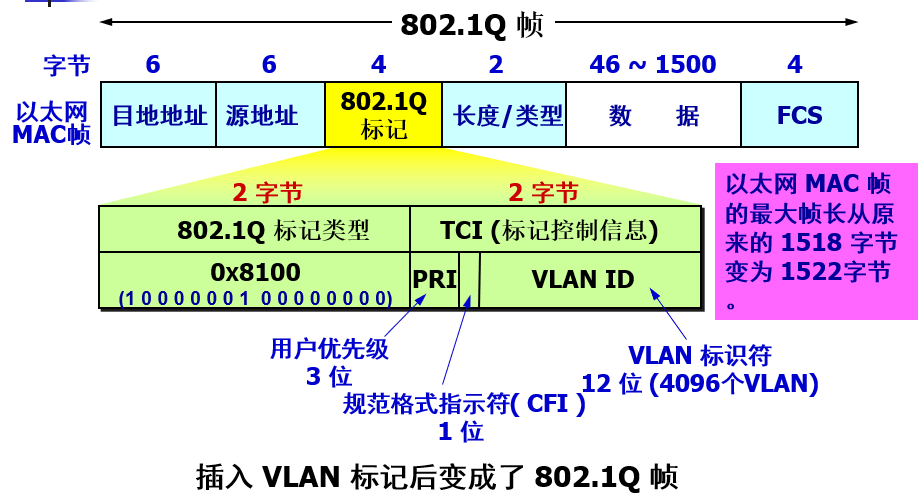 802.1Q 帧
字节 6 6 4 2 46 ~ 1500 4
以太网
MAC帧
目地地址
源地址
802.1Q
标记
长度/类型
数 据
FCS
2 字节
2 字节
802.1Q 标记类型
TCI (标记控制信息)
0x8100
(1 0 0 0 0 0 0 1 0 0 0 0 0 0 0 0)
PRI
VLAN ID
以太网 MAC 帧
的最大帧长从原
来的 1518 字节
变为 1522字节
。
用户优先级
3 位
规范格式指示符( CFI )
1 位
VLAN 标识符
12 位 (4096个VLAN)
插入 VLAN 标记后变成了 802.1Q 帧